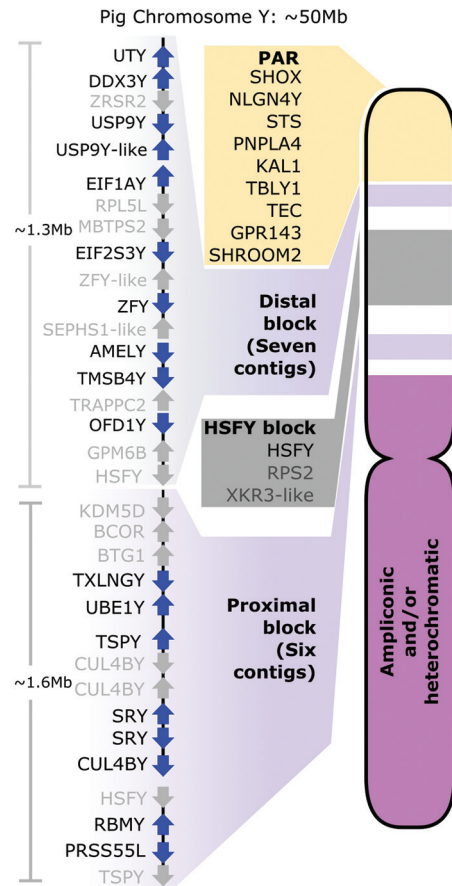 Pig Chromosome Y: ~50Mb
UTY
DDX3Y
ZRSR2
USP9Y
USP9Y-like
EIF1AY
RPL5L
MBTPS2
EIF2S3Y
ZFY-like
ZFY
SEPHS1-like
AMELY
TMSB4Y
TRAPPC2
OFD1Y
GPM6B
HSFY
~1.3Mb
KDM5D
BCOR
BTG1
TXLNGY
UBE1Y
TSPY
CUL4BY
CUL4BY
SRY
SRY
CUL4BY
HSFY
RBMY
PRSS55L
TSPY
~1.6Mb
PAR
SHOX
NLGN4Y
STS
PNPLA4
KAL1
TBLY1
TEC
GPR143
SHROOM2
Distal
block
(Seven
contigs)
HSFY block
HSFY
RPS2
XKR3-like
Proximal
block
(Six
contigs)
Ampliconic
and/or
heterochromatic